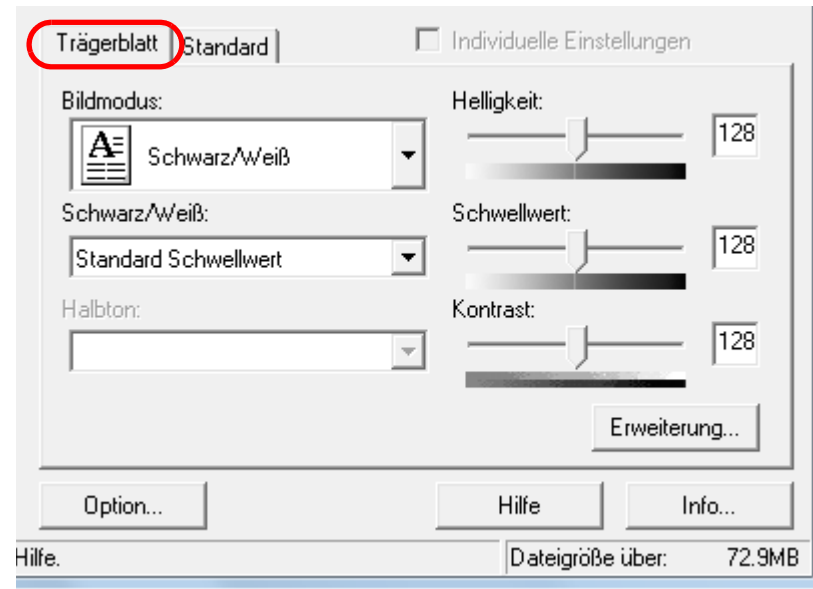 Trägerblatt Standard Individuelle Einstellungen
Bildmodus:
A
Schwarz/Weiß
Schwarz/Weiß:
Standard Schwellwert
Halbton:
Helligkeit:
128
Schwellwert:
128
Kontrast:
128
Erweiterung...
Option... Hilfe Info...
Hilfe. Dateigröße über: 72.9MB